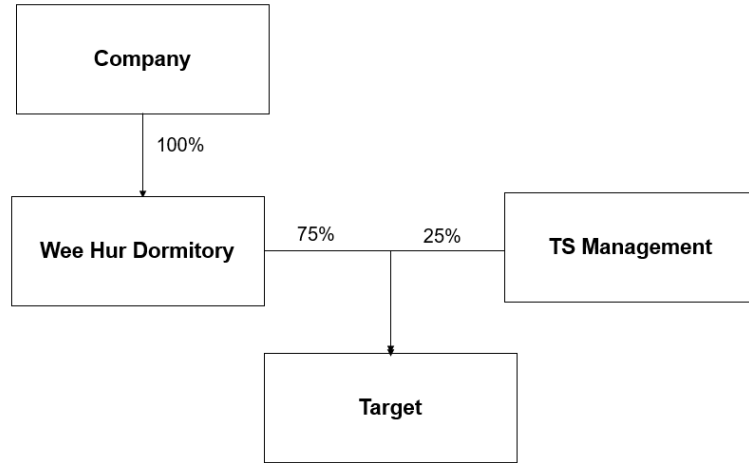 Company
100%
Wee Hur Dormitory
75%
25%
TS Management
Target